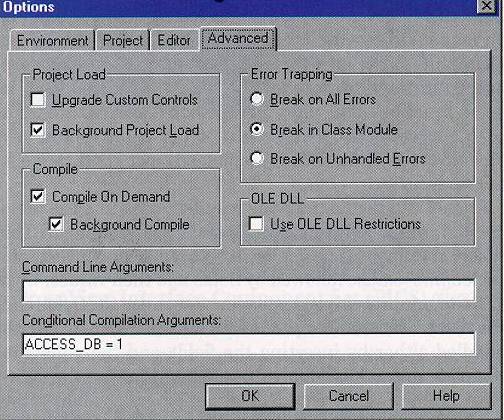 Options
Environment Project Editor Advanced
Project Load Error Trapping
Upgrade Custom Controls Break on All Errors
Background Project Load Break in Class Module
Break on Unhandled Errors
Compile
Compile On Demand OLE DLL
Background Compile Use OLE DLL Restrictions
Command Line Arguments:
Conditional Compilation Arguments:
ACCESS_DB = 1
OK Cancel Help